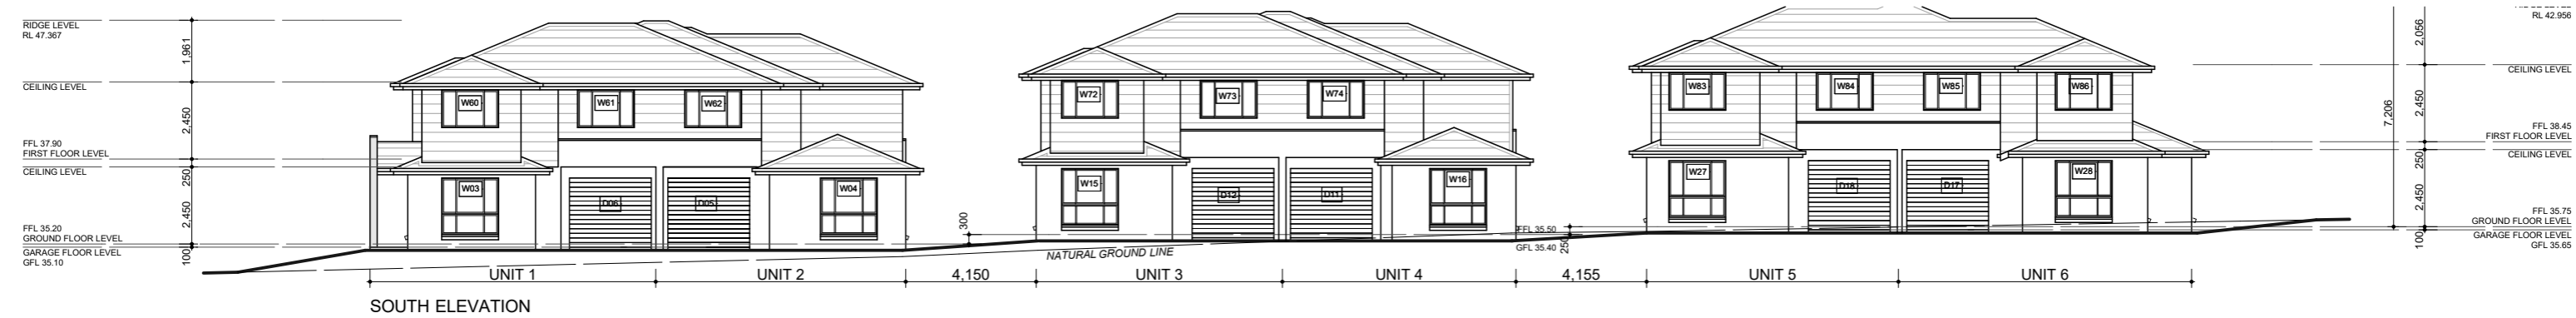 RIDGE LEVEL
RL 47.367
1,961
CEILING LEVEL
2,450
FFL 37.90
FIRST FLOOR LEVEL
CEILING LEVEL
250
2,450
FFL 35.20
GROUND FLOOR LEVEL
GARAGE FLOOR LEVEL
GFL 35.10
100
W60
W61
W62
W03
D06
D05
W04
300
W72
W73
W74
W15
D12
D11
W16
NATURAL GROUND LINE
FFL 35.50
GFL 35.40
250
W83
W84
W85
W86
W27
D18
D17
W28
RL 42.956
2,056
CEILING LEVEL
7,206
2,450
FFL 38.45
FIRST FLOOR LEVEL
250
CEILING LEVEL
2,450
FFL 35.75
GROUND FLOOR LEVEL
GARAGE FLOOR LEVEL
GFL 35.65
100
UNIT 1
UNIT 2
4,150
UNIT 3
UNIT 4
4,155
UNIT 5
UNIT 6
SOUTH ELEVATION